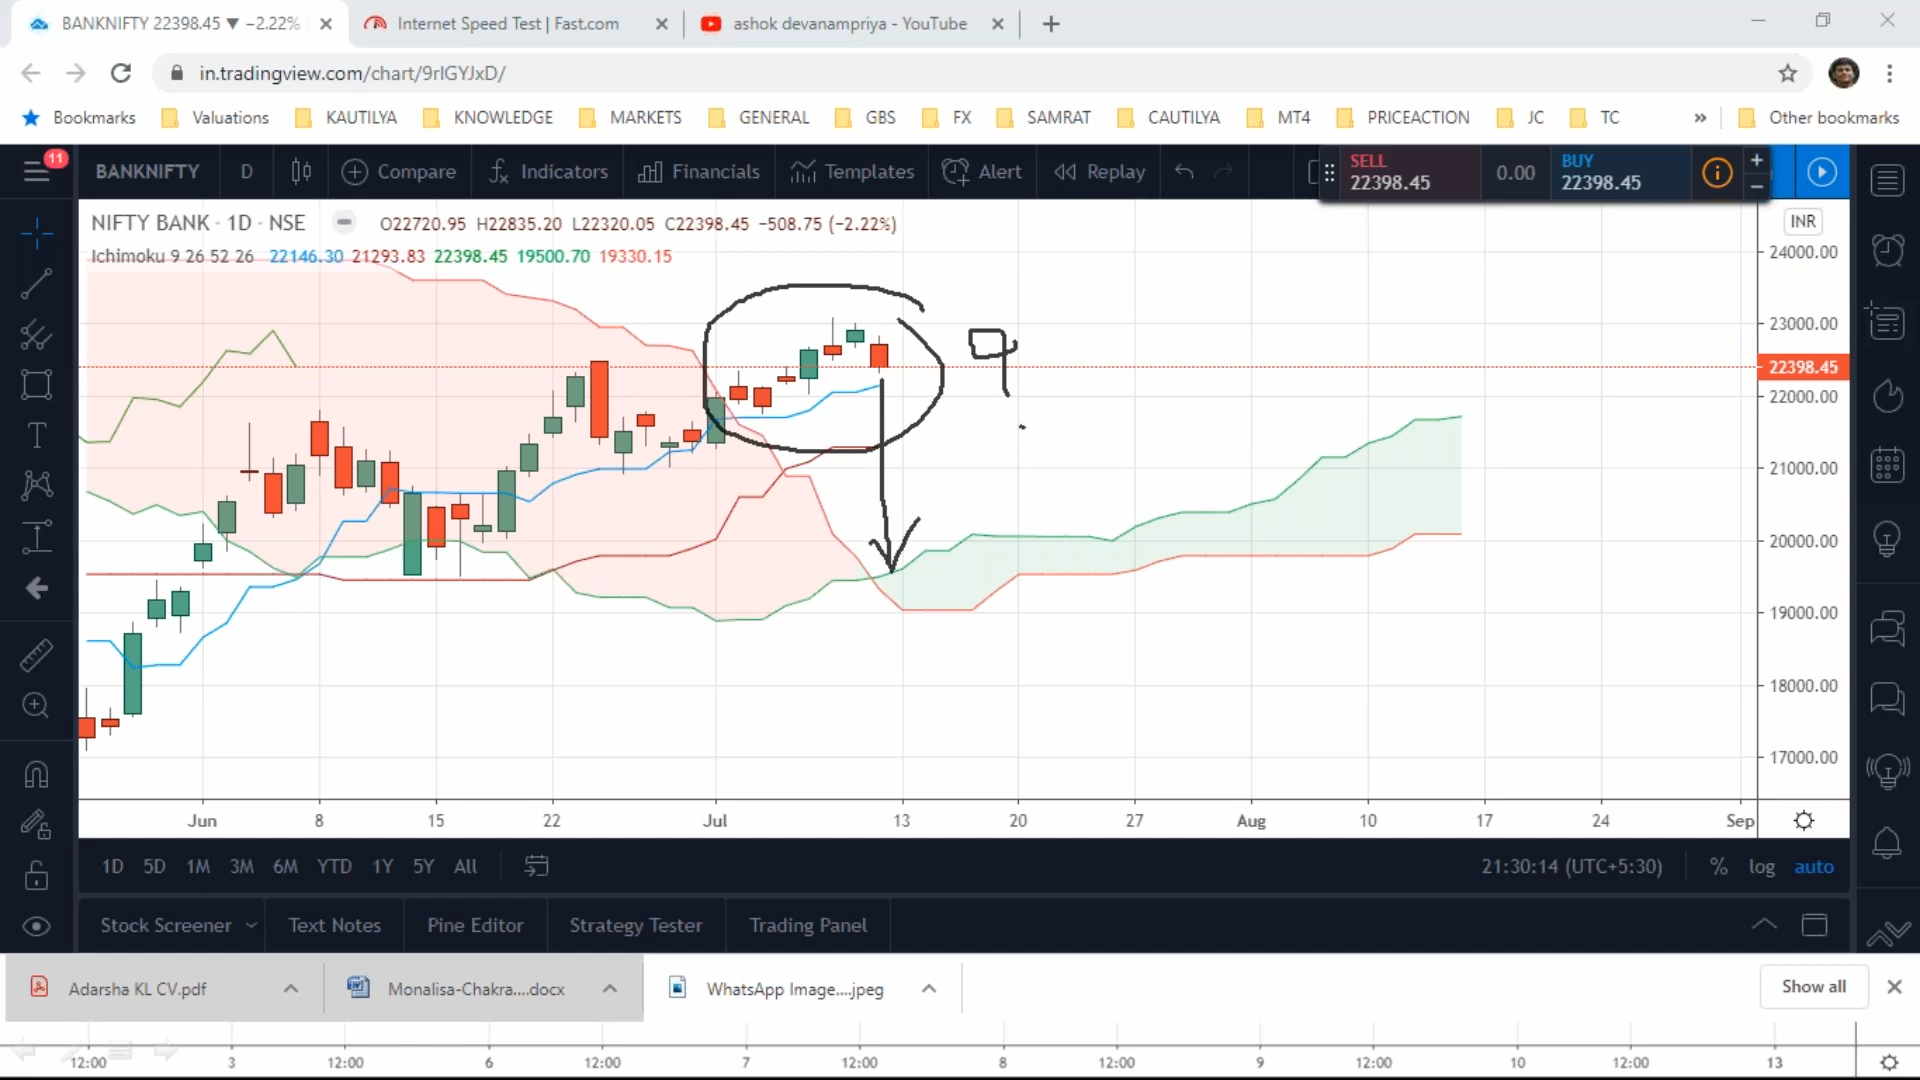 BANKNIFTY 22398.45 ▼ −2.22%
Internet Speed Test | Fast.com
ashok devanampriya - YouTube
in.tradingview.com/chart/9rIGYJxD/
Bookmarks Valuations KAUTILYA KNOWLEDGE MARKETS GENERAL GBS FX SAMRAT CAUTILYA MT4 PRICEACTION JC TC » Other bookmarks
11 BANKNIFTY D Compare Indicators Financials Templates Alert Replay
SELL 22398.45 0.00 BUY 22398.45
NIFTY BANK · 1D · NSE O22720.95 H22835.20 L22320.05 C22398.45 −508.75 (−2.22%)
INR
Ichimoku 9 26 52 26 22146.30 21293.83 22398.45 19500.70 19330.15
24000.00
23000.00
22398.45
22000.00
21000.00
20000.00
19000.00
18000.00
17000.00
?
Jun 8 15 22 Jul 13 20 27 Aug 10 17 24 Sep
1D 5D 1M 3M 6M YTD 1Y 5Y All 21:30:14 (UTC+5:30) % log auto
Stock Screener Text Notes Pine Editor Strategy Tester Trading Panel
Adarsha KL CV.pdf Monalisa-Chakra....docx WhatsApp Image....jpeg Show all
12:00 3 12:00 6 12:00 7 12:00 8 12:00 9 12:00 10 12:00 13